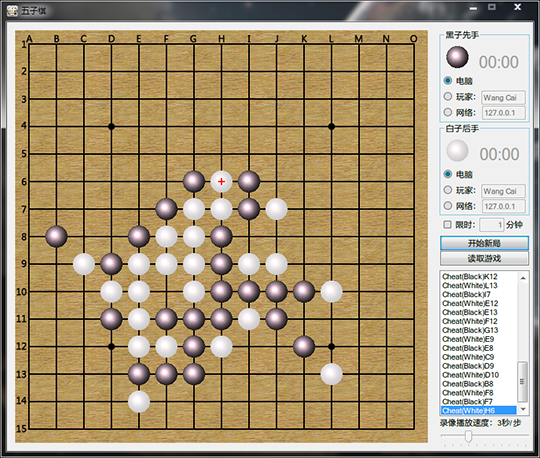 五子棋
A B C D E F G H I J K L M N O
1
2
3
4
5
6
7
8
9
10
11
12
13
14
15
黑子先手
00:00
电脑
玩家: Wang Cai
网络: 127.0.0.1
白子后手
00:00
电脑
玩家: Wang Cai
网络: 127.0.0.1
限时: 1 分钟
开始新局
读取游戏
Cheat(Black)K12
Cheat(White)L13
Cheat(Black)I7
Cheat(White)E12
Cheat(Black)E13
Cheat(White)F12
Cheat(Black)G13
Cheat(White)E9
Cheat(Black)E8
Cheat(White)C9
Cheat(Black)D9
Cheat(White)D10
Cheat(Black)B8
Cheat(White)F8
Cheat(Black)F7
Cheat(White)H6
录像播放速度: 3秒/步